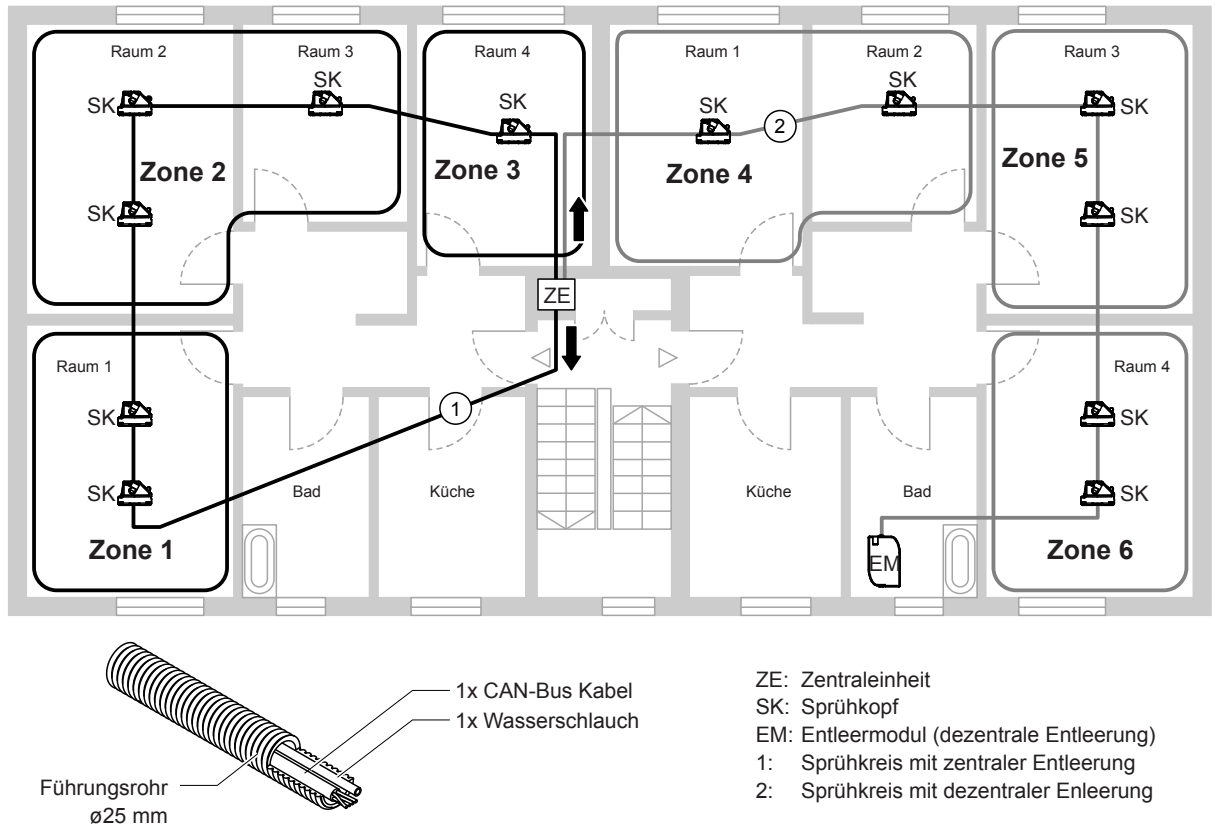 Raum 2
Raum 3
Raum 4
Raum 1
Raum 2
Raum 3
SK
SK
SK
SK
SK
SK
Zone 2
Zone 3
Zone 4
2
Zone 5
SK
SK
ZE
Raum 1
Raum 4
1
SK
SK
SK
SK
Bad
Küche
Küche
Bad
Zone 1
EM
Zone 6
1x CAN-Bus Kabel
1x Wasserschlauch
Führungsrohr
ø25 mm
ZE: Zentraleinheit
SK: Sprühkopf
EM: Entleermodul (dezentrale Entleerung)
1: Sprühkreis mit zentraler Entleerung
2: Sprühkreis mit dezentraler Enleerung